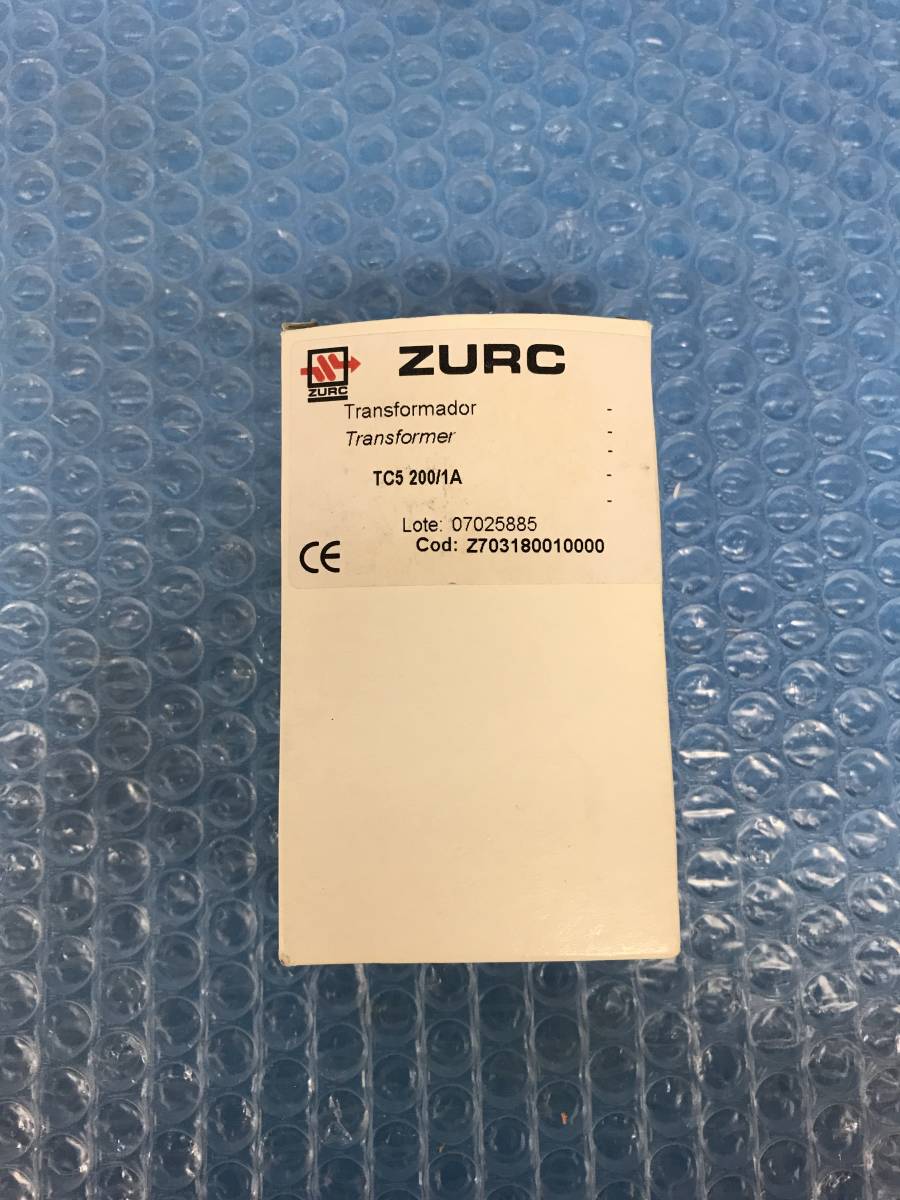 ZURC
ZURC
Transformador -
Transformer -
-
TC5 200/1A -
-
Lote: 07025885
Cod: Z703180010000
CE